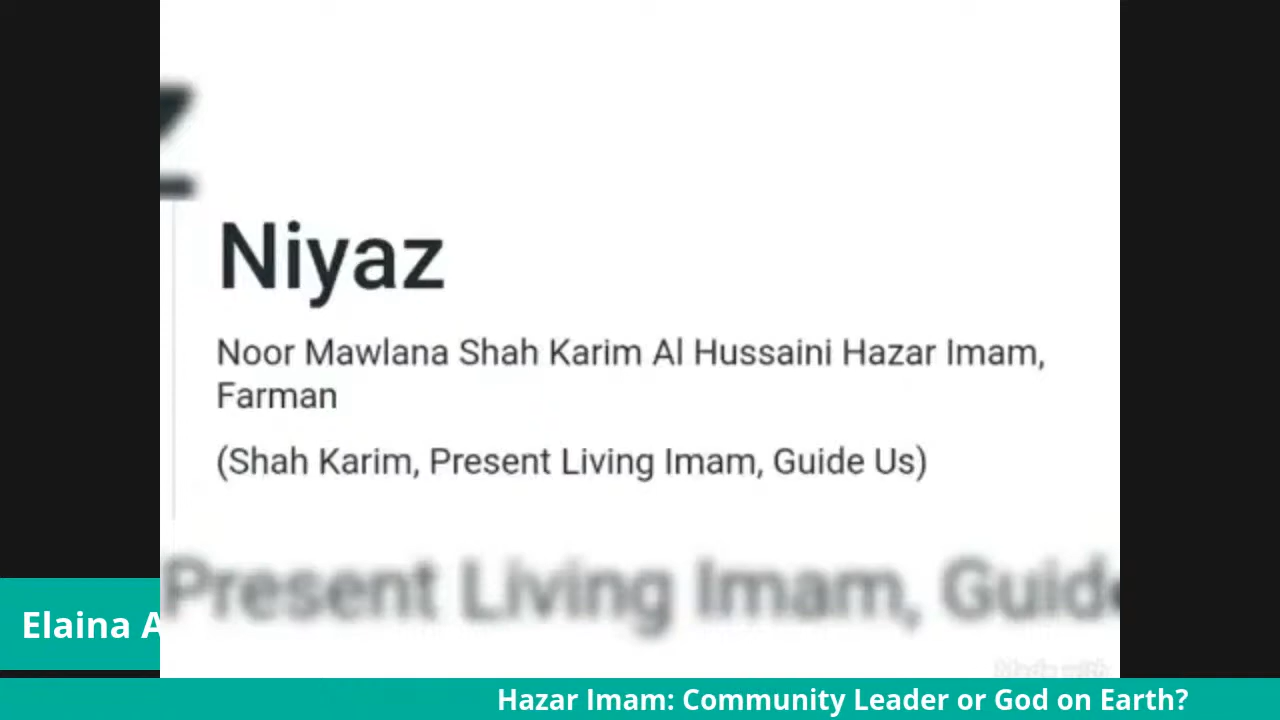 Niyaz
Noor Mawlana Shah Karim Al Hussaini Hazar Imam,
Farman
(Shah Karim, Present Living Imam, Guide Us)
Present Living Imam, Guide
Elaina A
Hazar Imam: Community Leader or God on Earth?